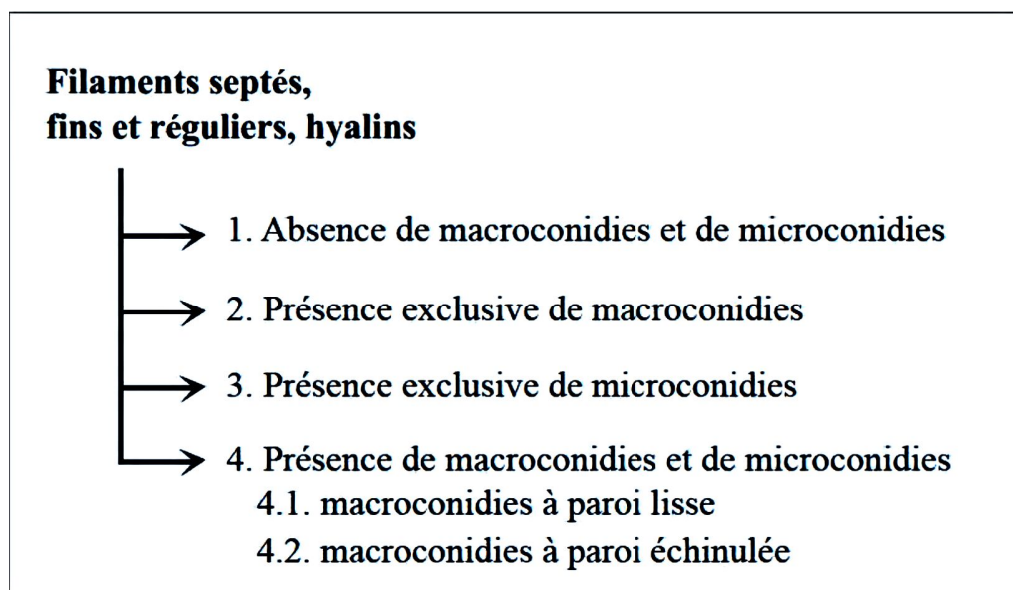 Filaments septés,
fins et réguliers, hyalins
1. Absence de macroconidies et de microconidies
2. Présence exclusive de macroconidies
3. Présence exclusive de microconidies
4. Présence de macroconidies et de microconidies
4.1. macroconidies à paroi lisse
4.2. macroconidies à paroi échinulée